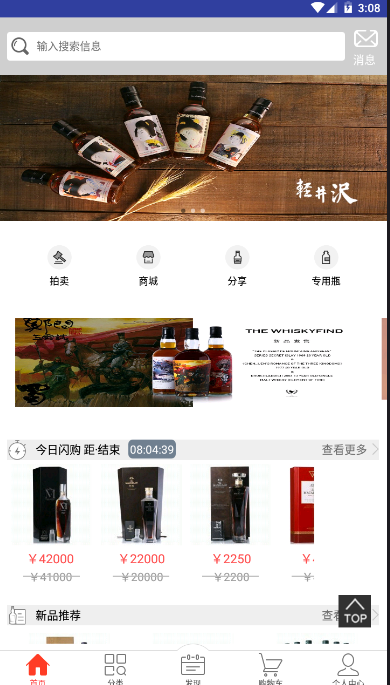 3:08
输入搜索信息
消息
軽井沢
拍卖
商城
分享
专用瓶
THE WHISKYFIND
今日闪购 距·结束 08:04:39
查看更多
¥42000
¥22000
¥2250
¥41000
¥20000
¥2200
TOP
新品推荐
首页
分类
发现
购物车
个人中心